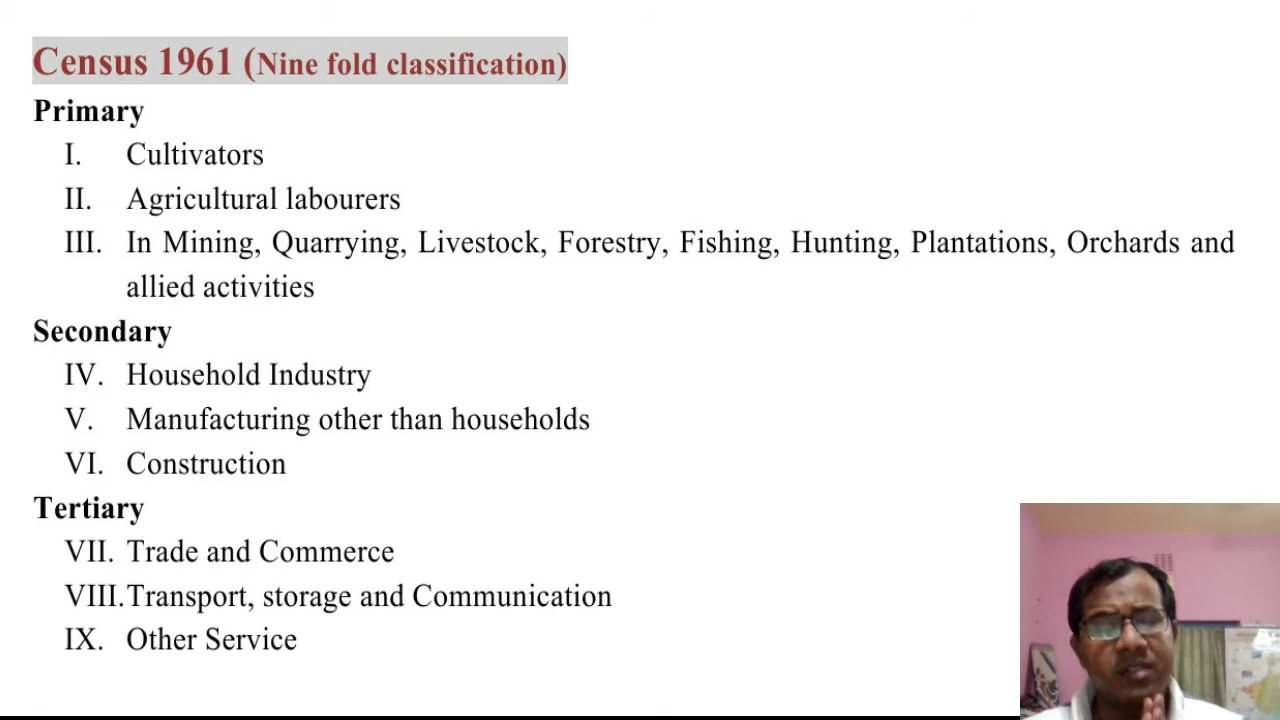 Census 1961 (Nine fold classification)
Primary
I. Cultivators
II. Agricultural labourers
III. In Mining, Quarrying, Livestock, Forestry, Fishing, Hunting, Plantations, Orchards and
allied activities
Secondary
IV. Household Industry
V. Manufacturing other than households
VI. Construction
Tertiary
VII. Trade and Commerce
VIII. Transport, storage and Communication
IX. Other Service